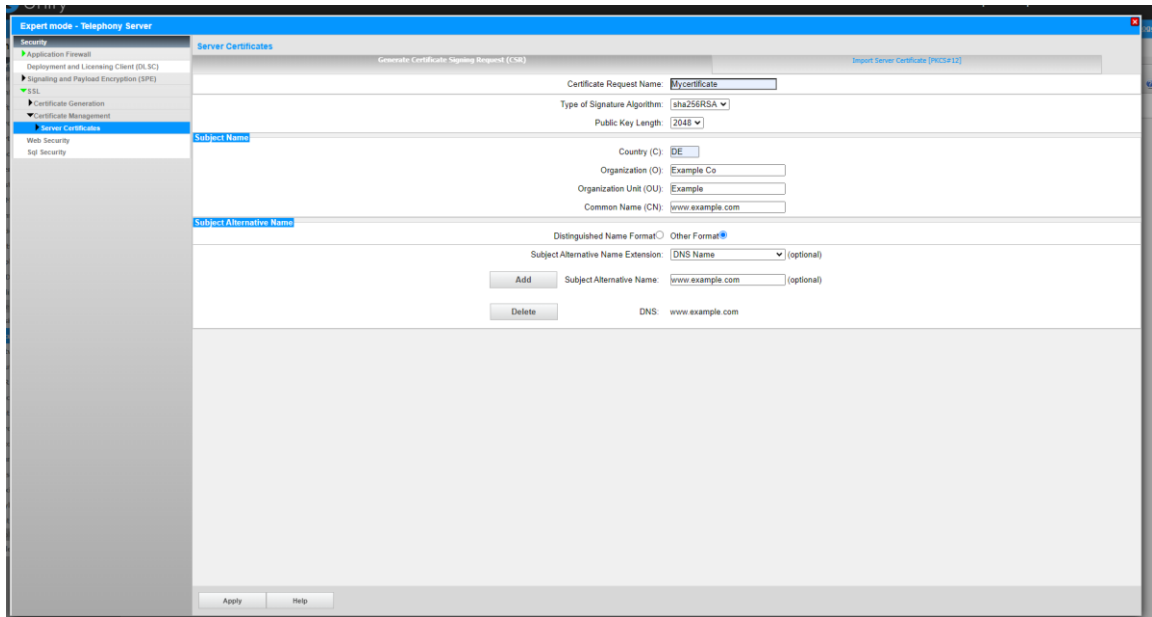 Unify
Expert mode - Telephony Server
Security
Application Firewall
Deployment and Licensing Client (DLSC)
Signaling and Payload Encryption (SPE)
SSL
Certificate Generation
Certificate Management
Server Certificates
Web Security
Sql Security
Server Certificates
Generate Certificate Signing Request (CSR)
Import Server Certificate [PKCS#12]
Certificate Request Name: Mycertificate
Type of Signature Algorithm: sha256RSA
Public Key Length: 2048
Subject Name
Country (C): DE
Organization (O): Example Co
Organization Unit (OU): Example
Common Name (CN): www.example.com
Subject Alternative Name
Distinguished Name Format Other Format
Subject Alternative Name Extension: DNS Name (optional)
Add Subject Alternative Name: www.example.com (optional)
Delete DNS: www.example.com
Apply Help